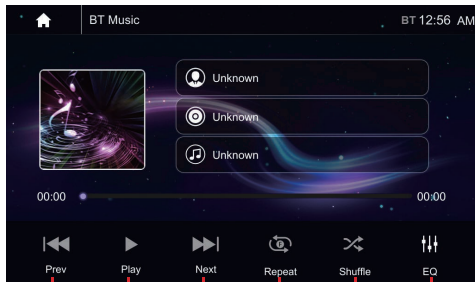 BT Music
BT 12:56 AM
Unknown
Unknown
Unknown
00:00 00:00
Prev Play Next Repeat Shuffle EQ